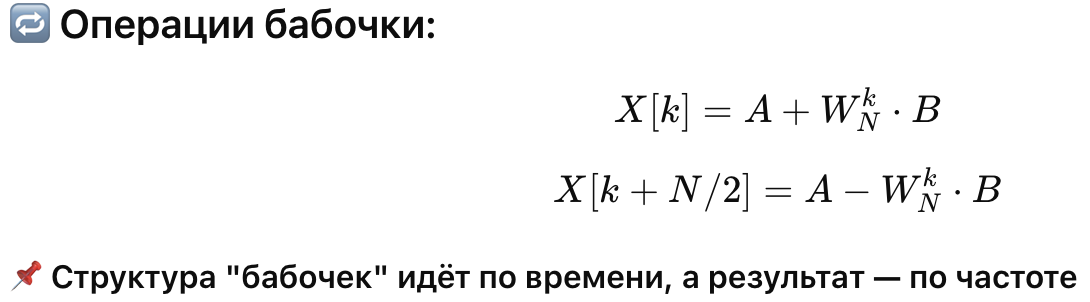 🔁 Операции бабочки:
X[k] = A + W_N^k · B
X[k + N/2] = A − W_N^k · B
📌 Структура "бабочек" идёт по времени, а результат — по частоте